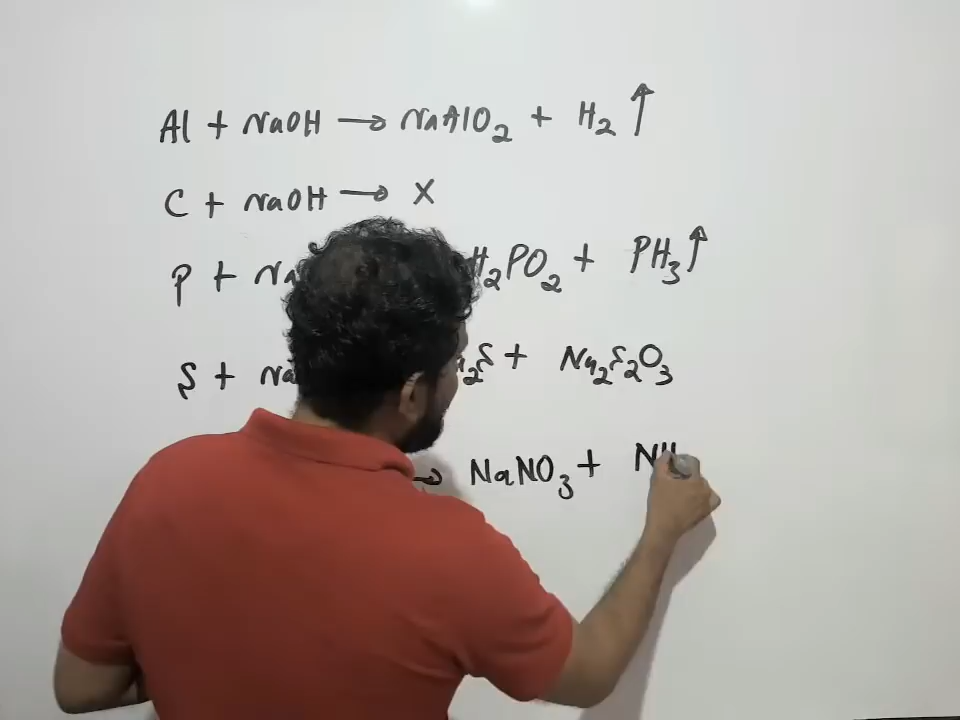 Al + NaOH → NaAlO2 + H2 ↑
C + NaOH → X
P + Na H2PO2 + PH3 ↑
S + Na 2S + Na2S2O3
→ NaNO3 + NH